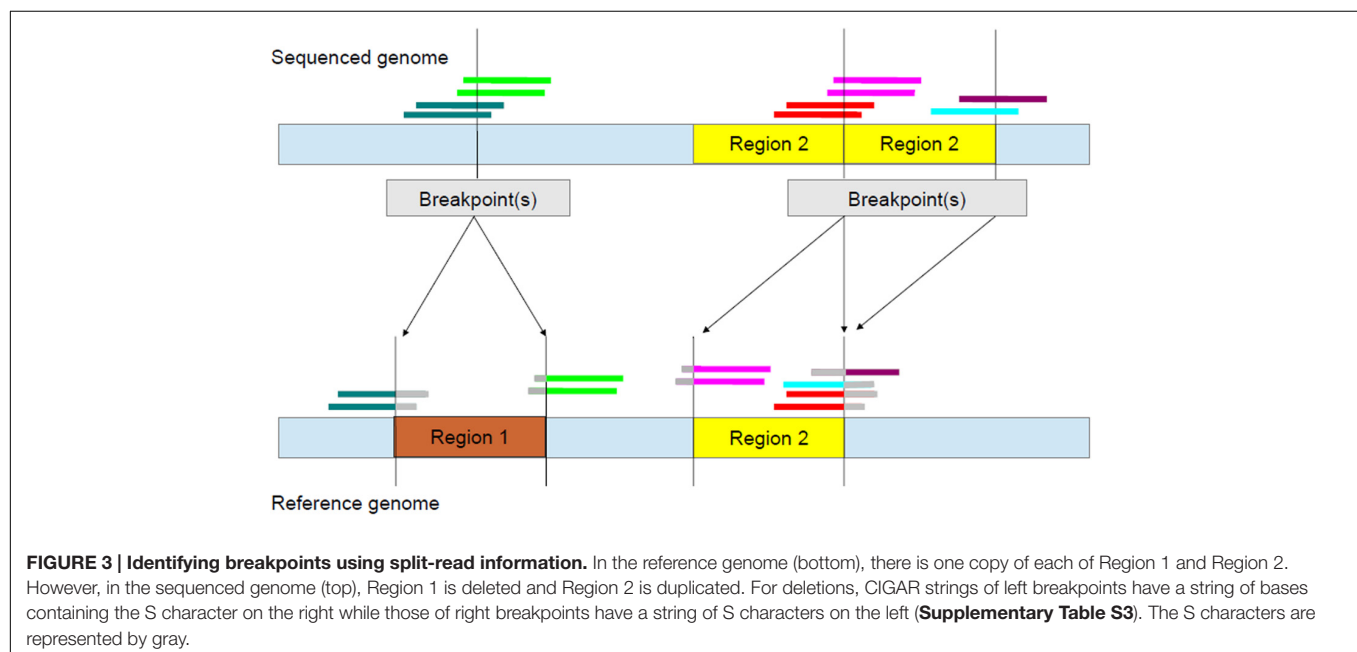 Sequenced genome
Region 2
Region 2
Breakpoint(s)
Breakpoint(s)
Region 1
Region 2
Reference genome
FIGURE 3 | Identifying breakpoints using split-read information. In the reference genome (bottom), there is one copy of each of Region 1 and Region 2.
However, in the sequenced genome (top), Region 1 is deleted and Region 2 is duplicated. For deletions, CIGAR strings of left breakpoints have a string of bases
containing the S character on the right while those of right breakpoints have a string of S characters on the left (Supplementary Table S3). The S characters are
represented by gray.